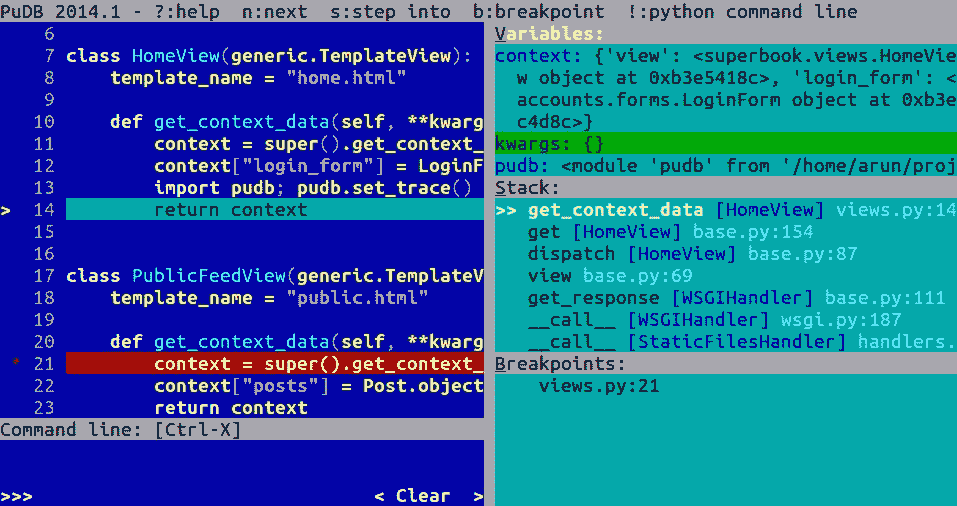 PuDB 2014.1 - ?:help  n:next  s:step into  b:breakpoint  !:python command line
6
7 class HomeView(generic.TemplateView):
8     template_name = "home.html"
9
10     def get_context_data(self, **kwarg
11         context = super().get_context_
12         context["login_form"] = LoginF
13         import pudb; pudb.set_trace()
> 14         return context
15
16
17 class PublicFeedView(generic.TemplateV
18     template_name = "public.html"
19
20     def get_context_data(self, **kwarg
* 21         context = super().get_context_
22         context["posts"] = Post.object
23         return context
Command line: [Ctrl-X]
>>> < Clear  >
Variables:
context: {'view': <superbook.views.HomeVie
w object at 0xb3e5418c>, 'login_form': <
accounts.forms.LoginForm object at 0xb3e
c4d8c>}
kwargs: {}
pudb: <module 'pudb' from '/home/arun/proj
Stack:
>> get_context_data [HomeView] views.py:14
get [HomeView] base.py:154
dispatch [HomeView] base.py:87
view base.py:69
get_response [WSGIHandler] base.py:111
__call__ [WSGIHandler] wsgi.py:187
__call__ [StaticFilesHandler] handlers.
Breakpoints:
views.py:21